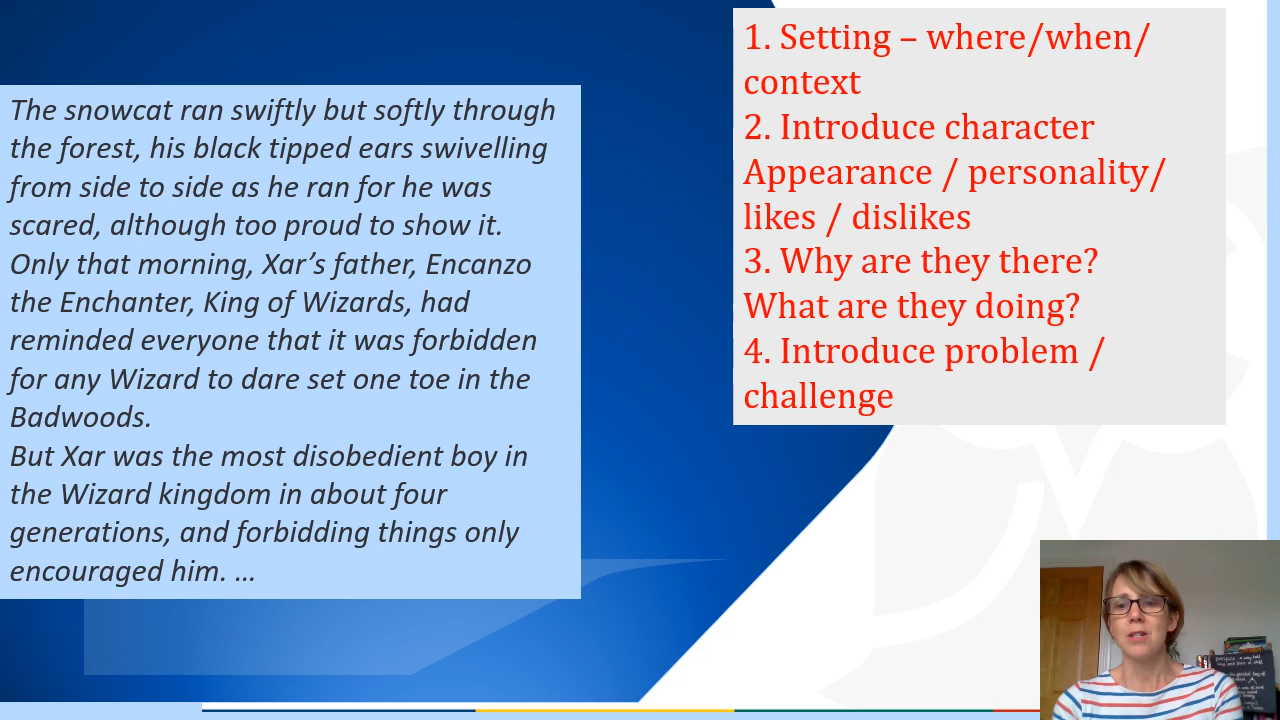 The snowcat ran swiftly but softly through
the forest, his black tipped ears swivelling
from side to side as he ran for he was
scared, although too proud to show it.
Only that morning, Xar’s father, Encanzo
the Enchanter, King of Wizards, had
reminded everyone that it was forbidden
for any Wizard to dare set one toe in the
Badwoods.
But Xar was the most disobedient boy in
the Wizard kingdom in about four
generations, and forbidding things only
encouraged him. …
1. Setting – where/when/
context
2. Introduce character
Appearance / personality/
likes / dislikes
3. Why are they there?
What are they doing?
4. Introduce problem /
challenge